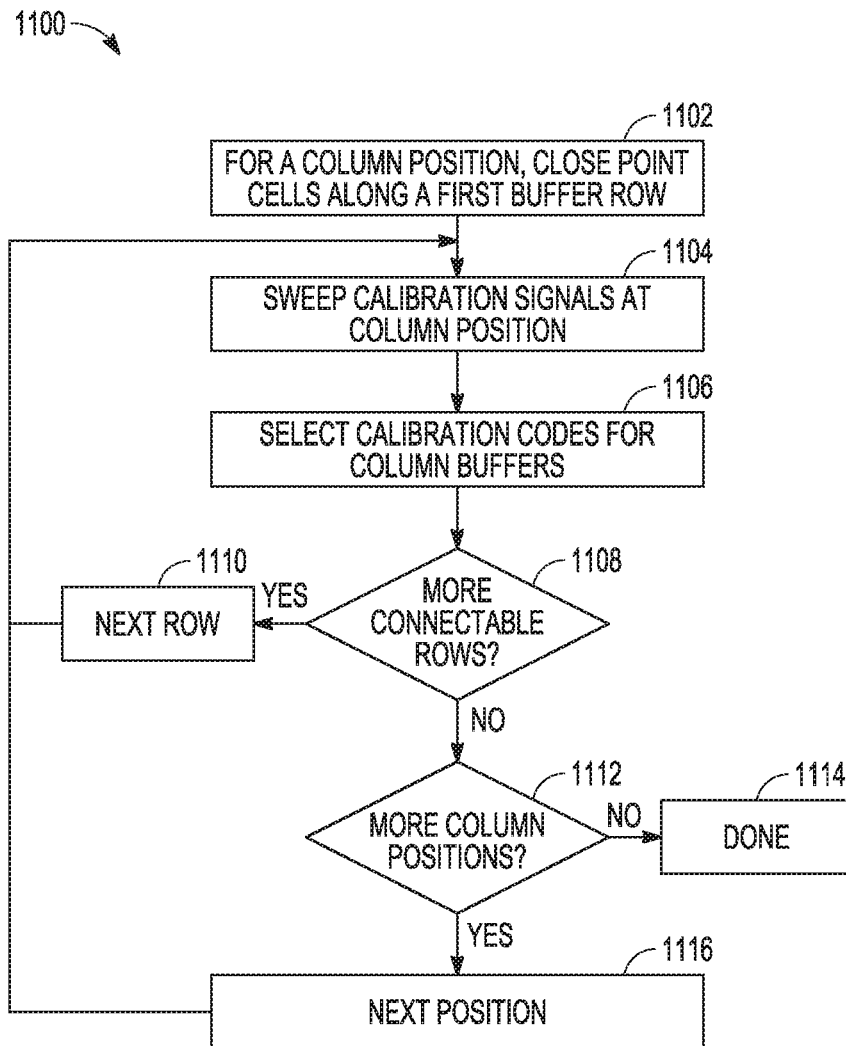 1100
1102
FOR A COLUMN POSITION, CLOSE POINT
CELLS ALONG A FIRST BUFFER ROW
1104
SWEEP CALIBRATION SIGNALS AT
COLUMN POSITION
1106
SELECT CALIBRATION CODES FOR
COLUMN BUFFERS
1108
MORE
CONNECTABLE
ROWS?
YES
1110
NEXT ROW
NO
1112
MORE COLUMN
POSITIONS?
NO
1114
DONE
YES
1116
NEXT POSITION